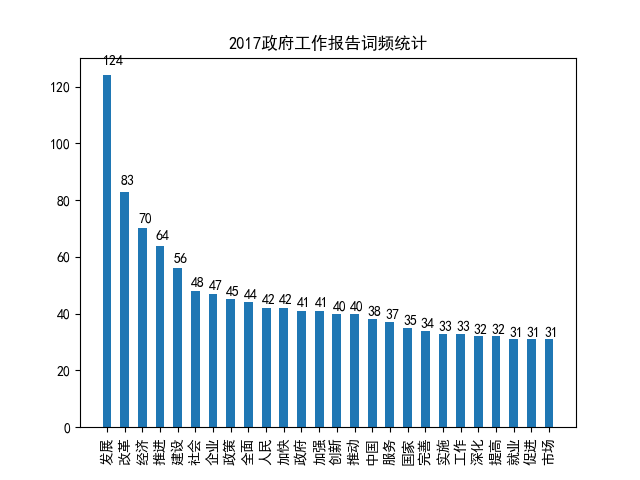 2017政府工作报告词频统计
124
83
70
64
56
48
47
45
44
42
42
41
41
40
40
38
37
35
34
33
33
32
32
31
31
31
120
100
80
60
40
20
0
发展
改革
经济
推进
建设
社会
企业
政策
全面
人民
加快
政府
加强
创新
推动
中国
服务
国家
完善
实施
工作
深化
提高
就业
促进
市场